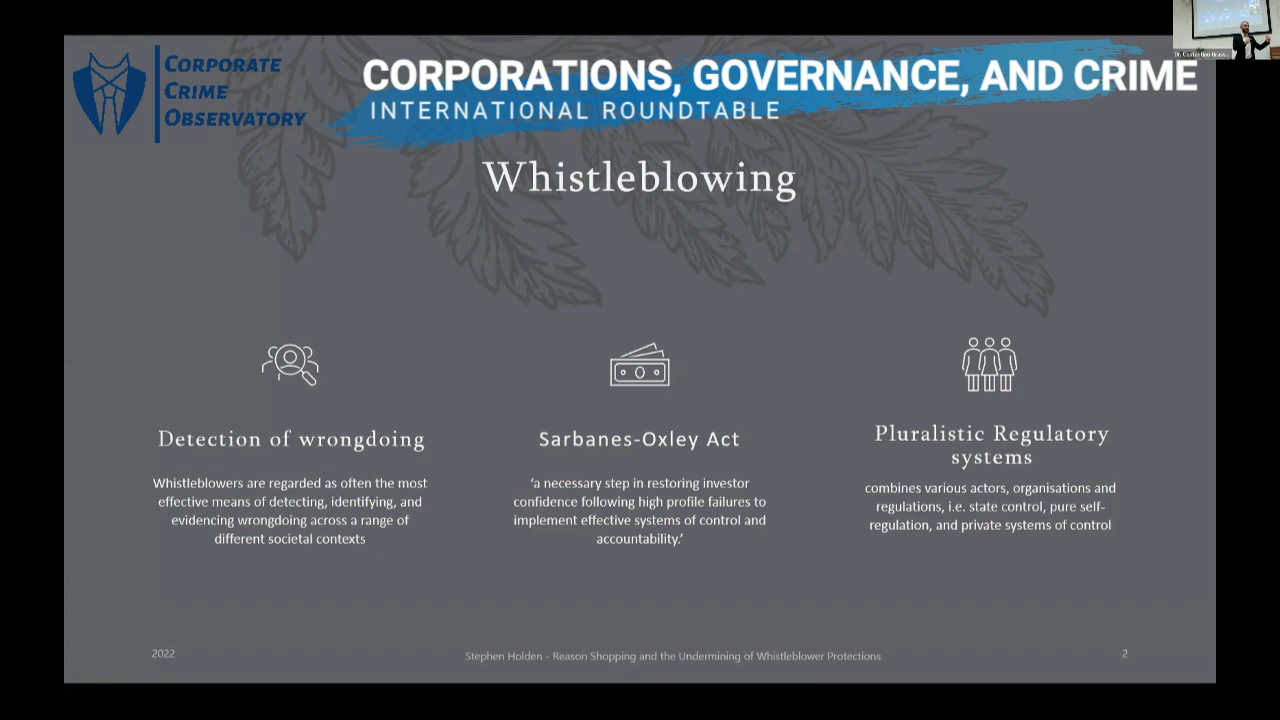 CORPORATE
CRIME
OBSERVATORY
CORPORATIONS, GOVERNANCE, AND CRIME
INTERNATIONAL ROUNDTABLE
Whistleblowing
Detection of wrongdoing
Whistleblowers are regarded as often the most
effective means of detecting, identifying, and
evidencing wrongdoing across a range of
different societal contexts
Sarbanes-Oxley Act
‘a necessary step in restoring investor
confidence following high profile failures to
implement effective systems of control and
accountability.’
Pluralistic Regulatory
systems
combines various actors, organisations and
regulations, i.e. state control, pure self-
regulation, and private systems of control
2022
Stephen Holden - Reason Shopping and the Undermining of Whistleblower Protections
2